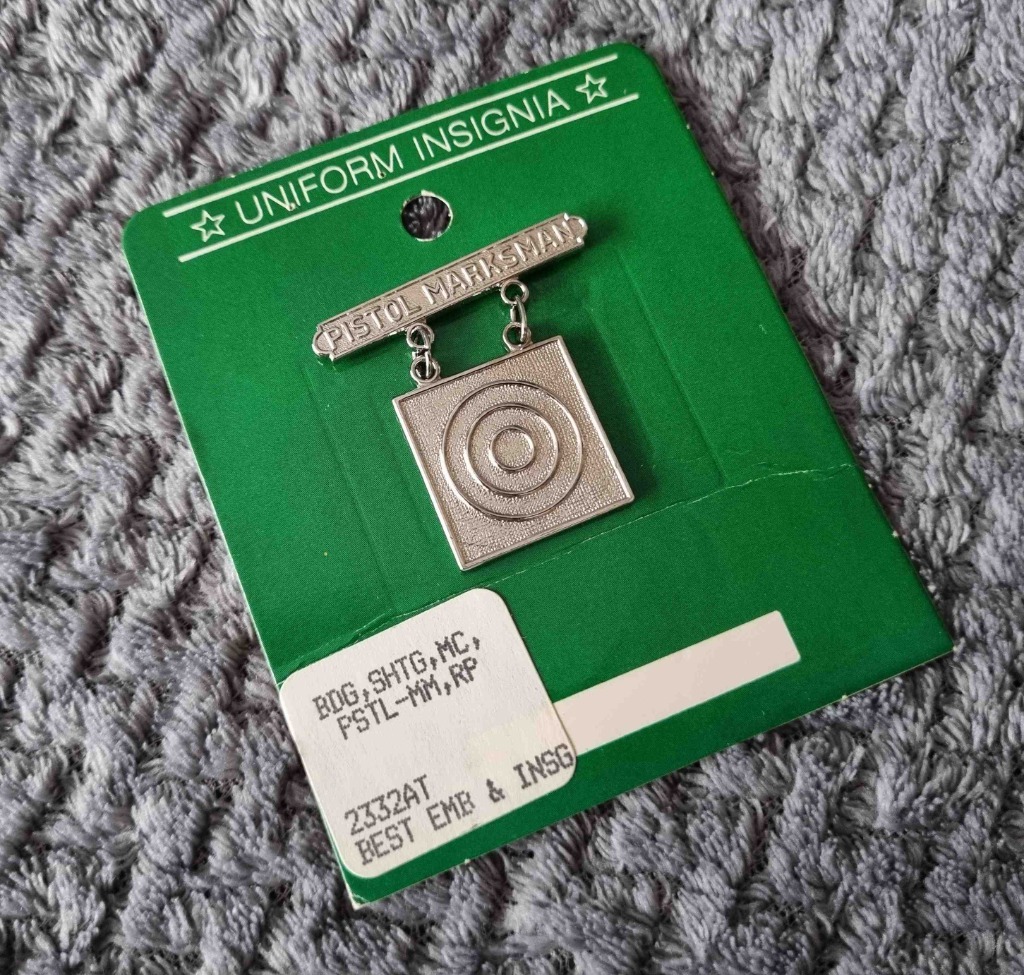 ☆ UNIFORM INSIGNIA ☆
PISTOL MARKSMAN
BDG,SHTG,MC,
PSTL-MM,RP
2332AT
BEST EMB & INSG